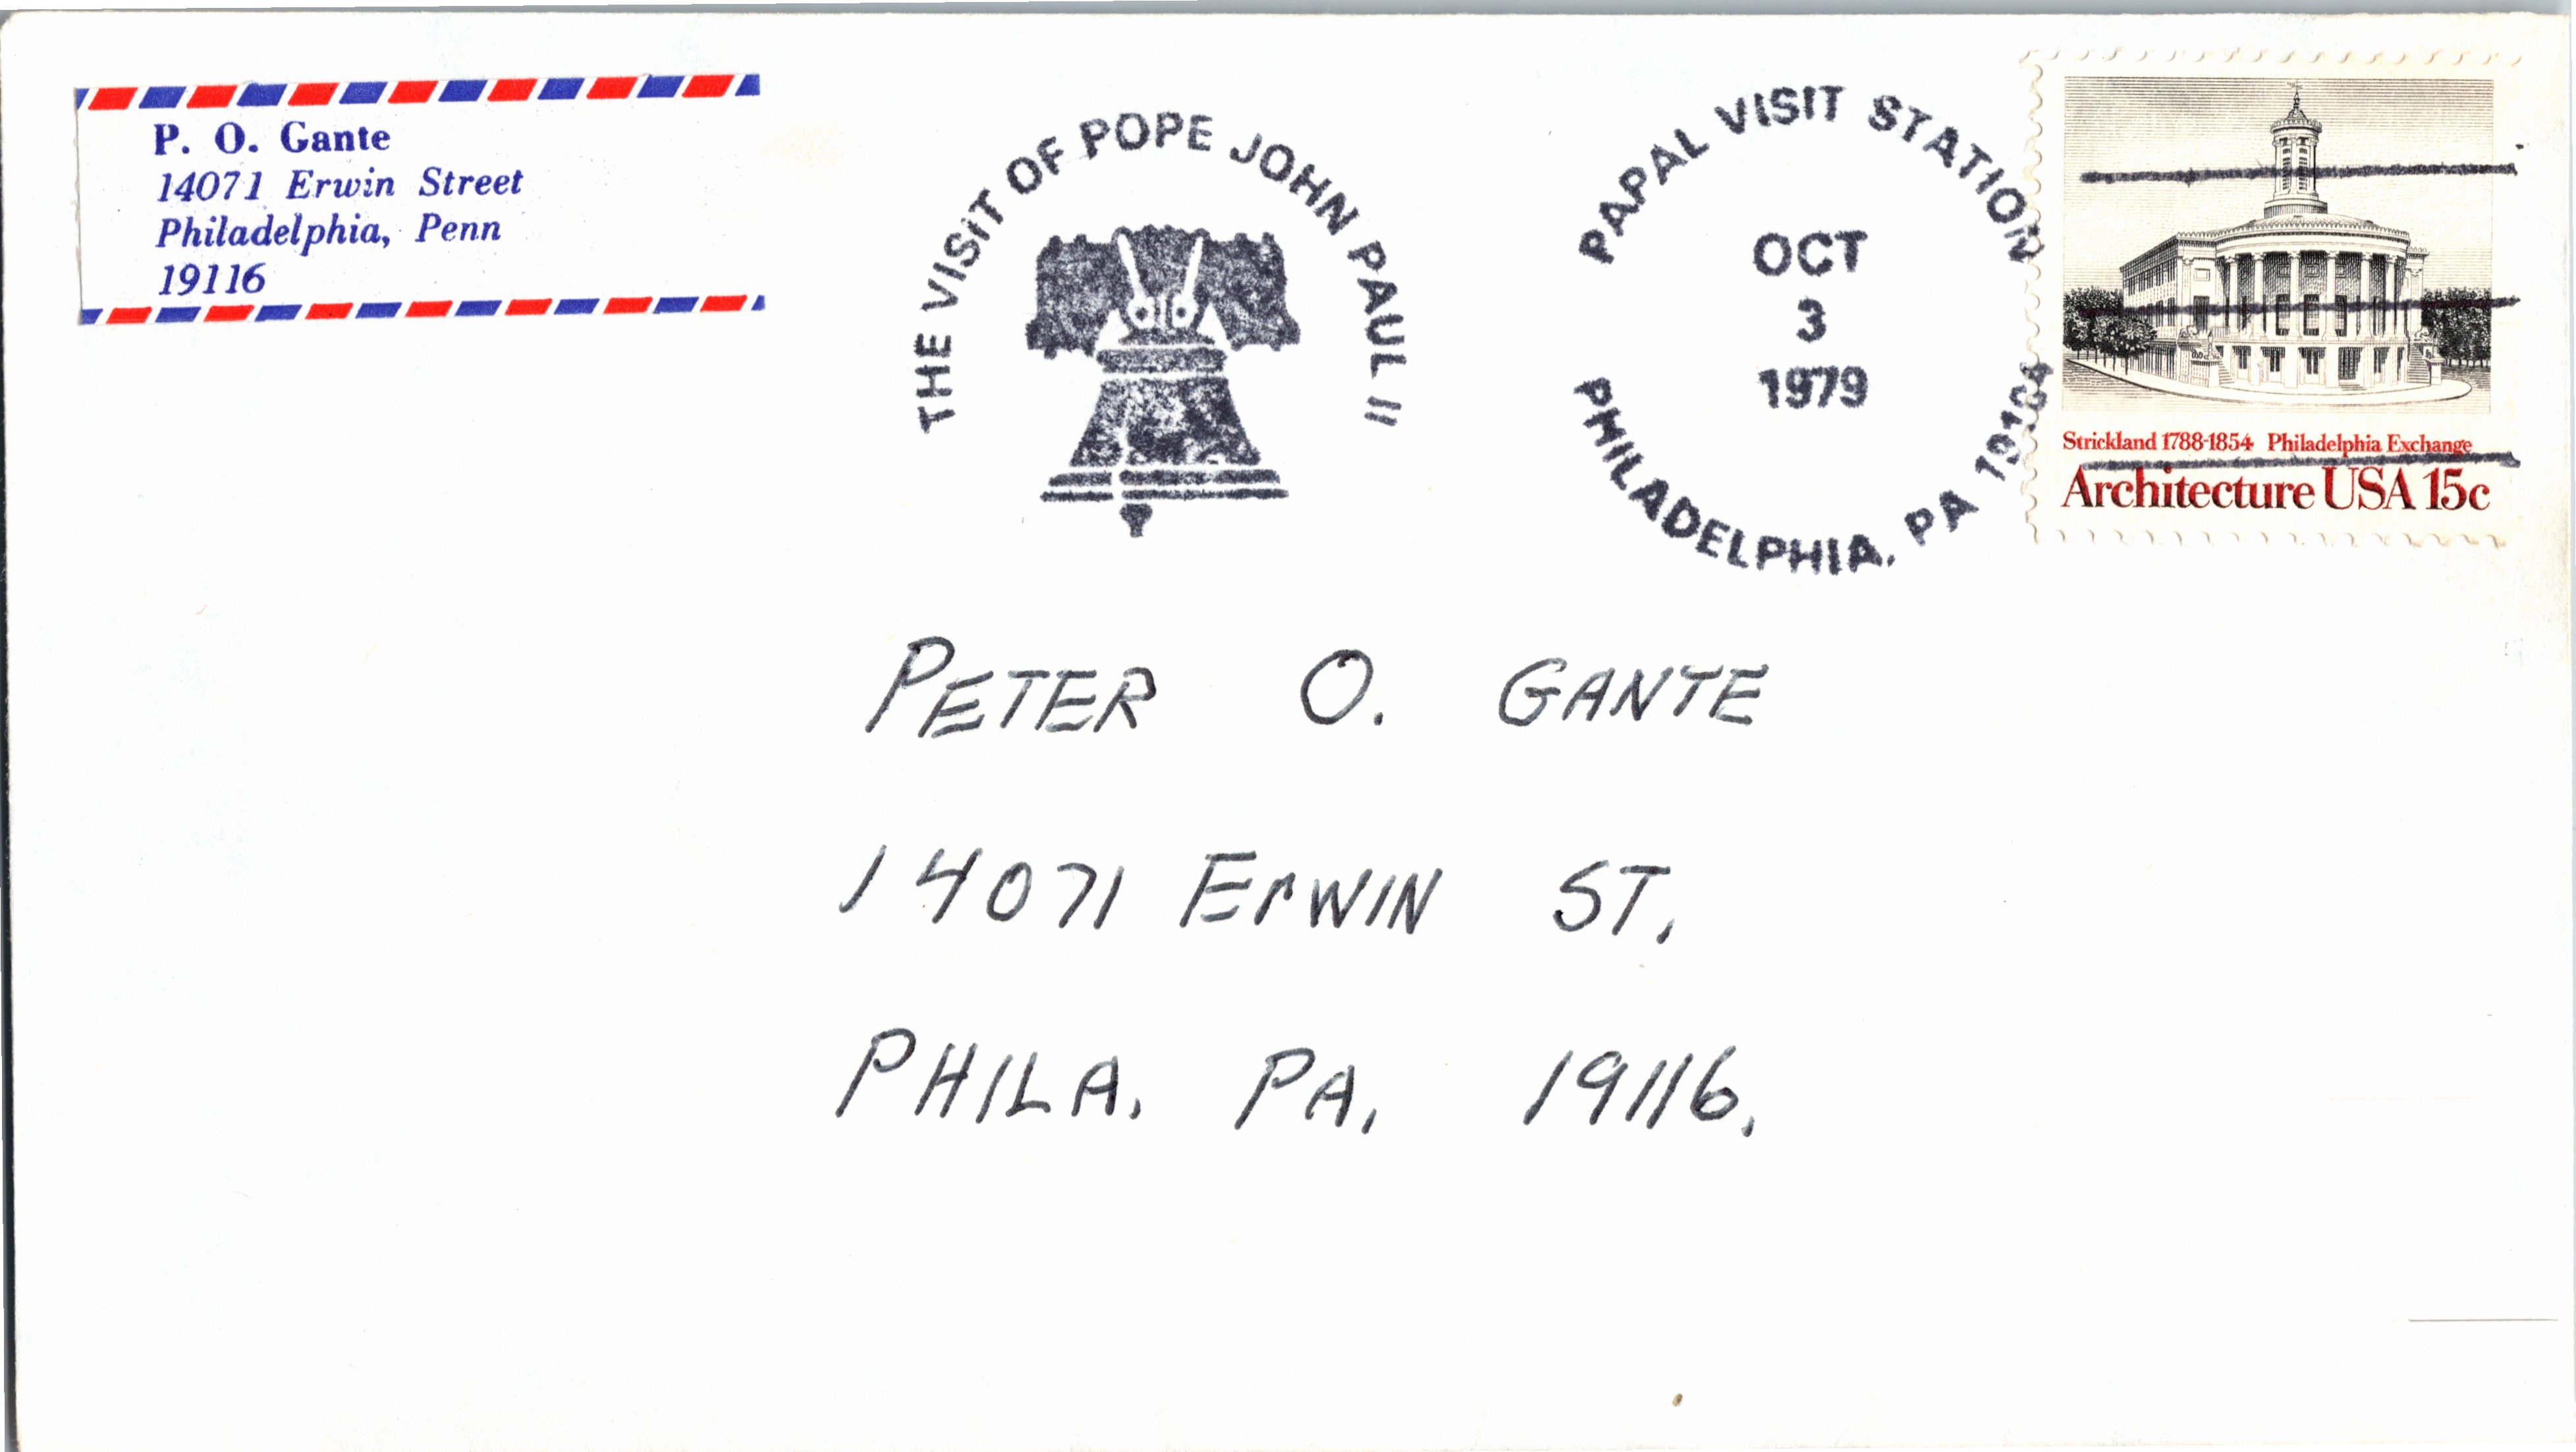 P. O. Gante
14071 Erwin Street
Philadelphia, Penn
19116
THE VISIT OF POPE JOHN PAUL II
PAPAL VISIT STATION
OCT
3
1979
PHILADELPHIA, PA 19104
Strickland 1788-1854 Philadelphia Exchange
Architecture USA 15c
PETER O. GANTE
14071 ErWIN ST.
PHILA. PA. 19116.